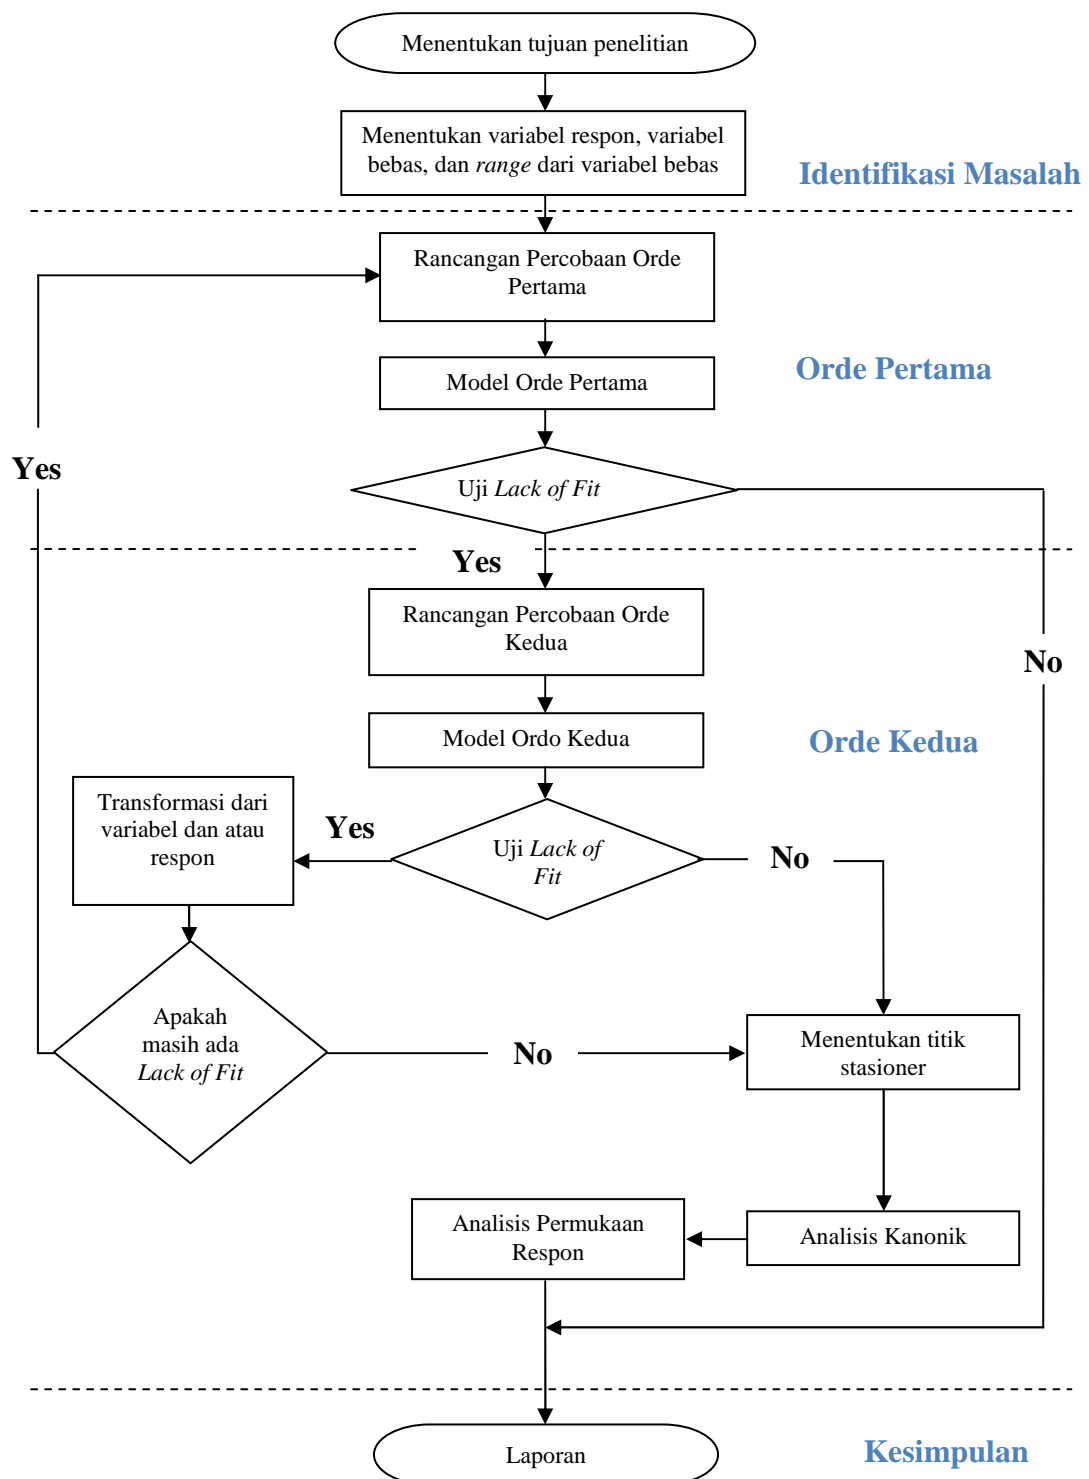 Menentukan tujuan penelitian
Menentukan variabel respon, variabel
bebas, dan range dari variabel bebas
Identifikasi Masalah
Rancangan Percobaan Orde
Pertama
Orde Pertama
Model Orde Pertama
Yes
Uji Lack of Fit
Yes
Rancangan Percobaan Orde
Kedua
No
Model Ordo Kedua
Orde Kedua
Transformasi dari
variabel dan atau
respon
Yes
Uji Lack of
Fit
No
Apakah
masih ada
Lack of Fit
No
Menentukan titik
stasioner
Analisis Permukaan
Respon
Analisis Kanonik
Laporan
Kesimpulan